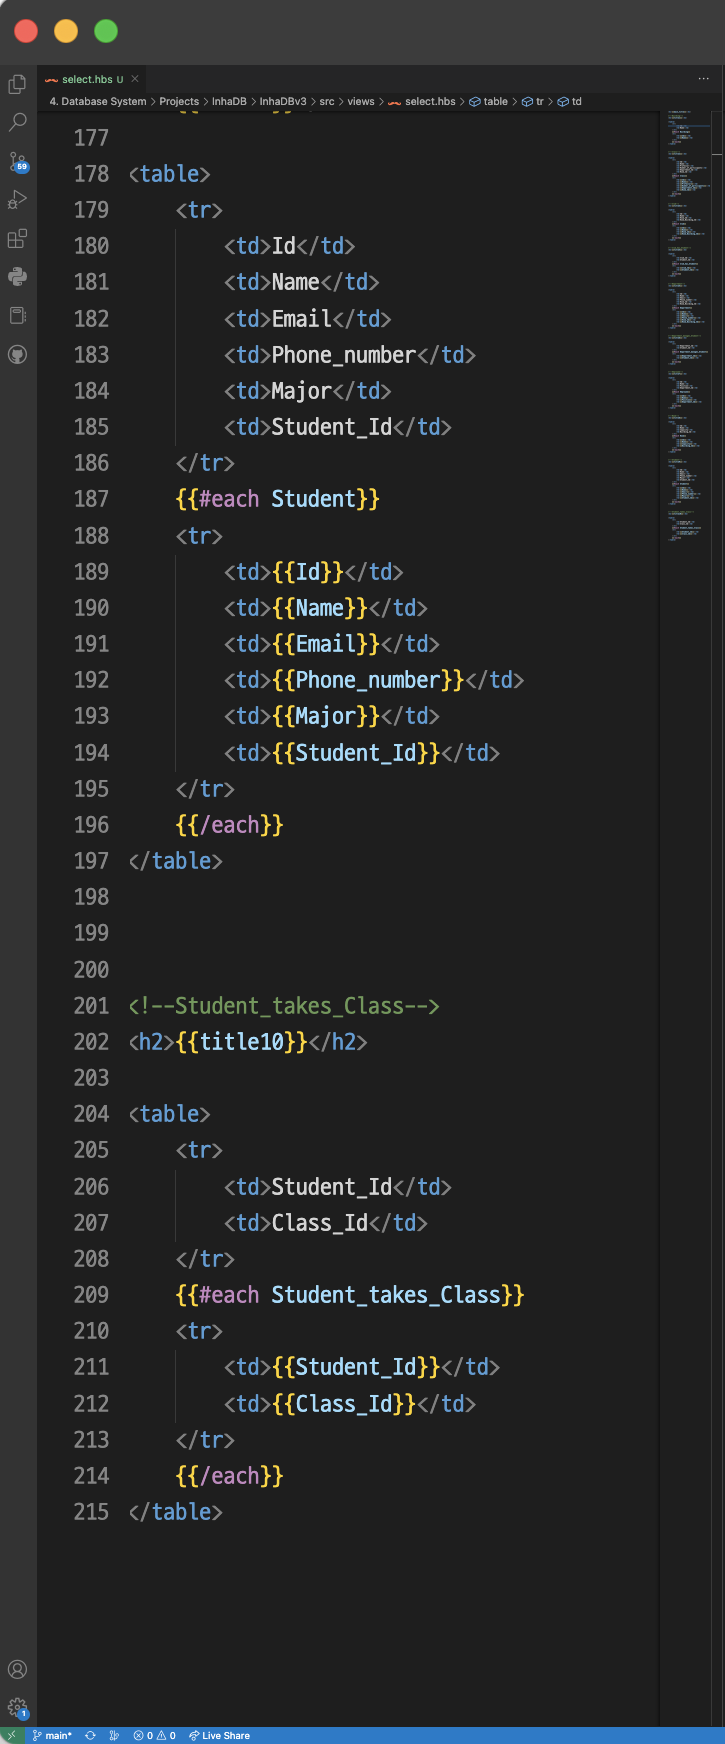 select.hbs U
4. Database System > Projects > InhaDB > InhaDBv3 > src > views > select.hbs > table > tr > td
177
178 <table>
179 <tr>
180 <td>Id</td>
181 <td>Name</td>
182 <td>Email</td>
183 <td>Phone_number</td>
184 <td>Major</td>
185 <td>Student_Id</td>
186 </tr>
187 {{#each Student}}
188 <tr>
189 <td>{{Id}}</td>
190 <td>{{Name}}</td>
191 <td>{{Email}}</td>
192 <td>{{Phone_number}}</td>
193 <td>{{Major}}</td>
194 <td>{{Student_Id}}</td>
195 </tr>
196 {{/each}}
197 </table>
198
199
200
201 <!--Student_takes_Class-->
202 <h2>{{title10}}</h2>
203
204 <table>
205 <tr>
206 <td>Student_Id</td>
207 <td>Class_Id</td>
208 </tr>
209 {{#each Student_takes_Class}}
210 <tr>
211 <td>{{Student_Id}}</td>
212 <td>{{Class_Id}}</td>
213 </tr>
214 {{/each}}
215 </table>
59
1
main* 0 0 Live Share